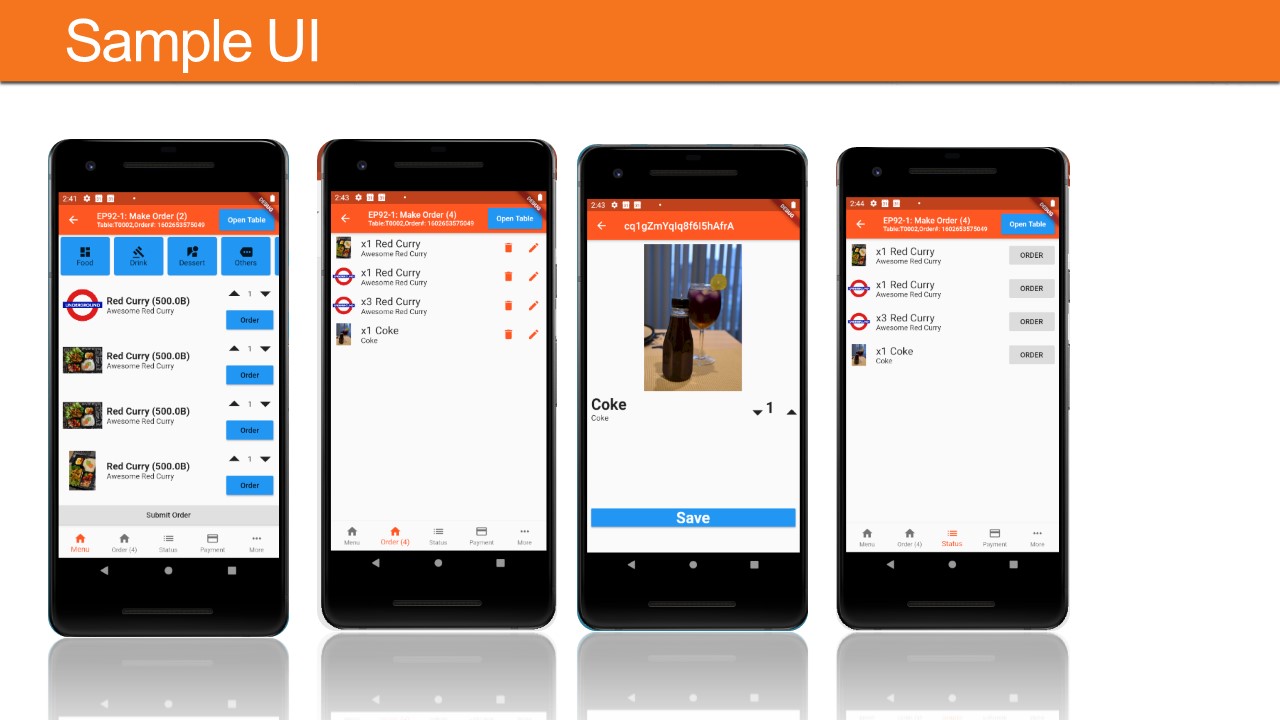 Sample UI
2:41
DEBUG
EP92-1: Make Order (2)
Table:T0002,Order#: 1602653575049
Open Table
Food
Drink
Dessert
Others
UNDERGROUND
Red Curry (500.0B)
Awesome Red Curry
1
Order
Red Curry (500.0B)
Awesome Red Curry
1
Order
Red Curry (500.0B)
Awesome Red Curry
1
Order
Red Curry (500.0B)
Awesome Red Curry
1
Order
Submit Order
Menu
Order (4)
Status
Payment
More
2:43
DEBUG
EP92-1: Make Order (4)
Table:T0002,Order#: 1602653575049
Open Table
x1 Red Curry
Awesome Red Curry
x1 Red Curry
Awesome Red Curry
x3 Red Curry
Awesome Red Curry
x1 Coke
Coke
Menu
Order (4)
Status
Payment
More
2:43
DEBUG
cq1gZmYqIq8f6I5hAfrA
Coke
Coke
1
Save
2:44
DEBUG
EP92-1: Make Order (4)
Table:T0002,Order#: 1602653575049
Open Table
x1 Red Curry
Awesome Red Curry
ORDER
x1 Red Curry
Awesome Red Curry
ORDER
x3 Red Curry
Awesome Red Curry
ORDER
x1 Coke
Coke
ORDER
Menu
Order (4)
Status
Payment
More